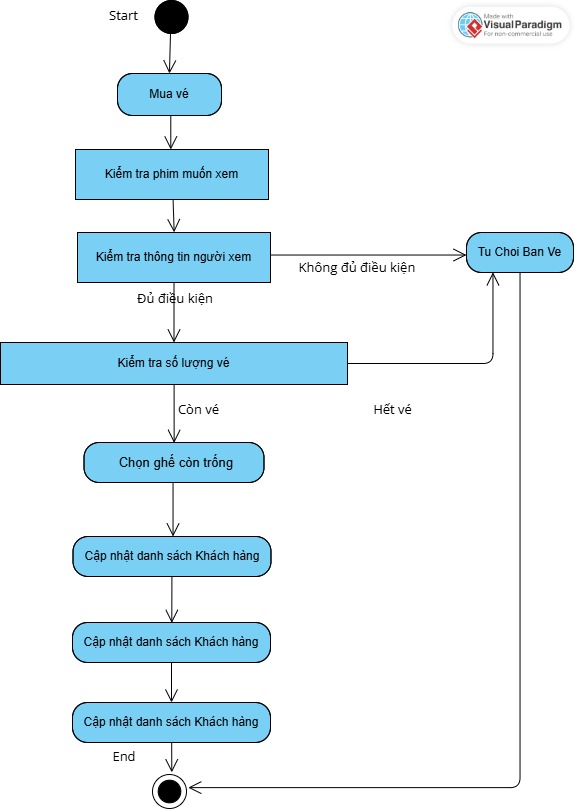 Start
Made with
Visual Paradigm
For non-commercial use
Mua vé
Kiểm tra phim muốn xem
Kiểm tra thông tin người xem
Không đủ điều kiện
Tu Choi Ban Ve
Đủ điều kiện
Kiểm tra số lượng vé
Còn vé
Hết vé
Chọn ghế còn trống
Cập nhật danh sách Khách hàng
Cập nhật danh sách Khách hàng
Cập nhật danh sách Khách hàng
End